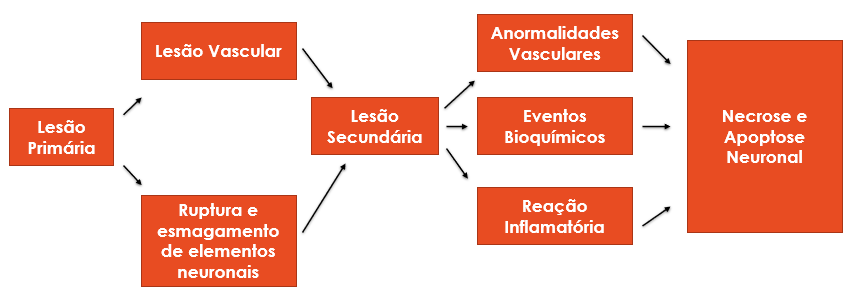 Lesão
Primária
Lesão Vascular
Ruptura e
esmagamento
de elementos
neuronais
Lesão
Secundária
Anormalidades
Vasculares
Eventos
Bioquímicos
Reação
Inflamatória
Necrose e
Apoptose
Neuronal